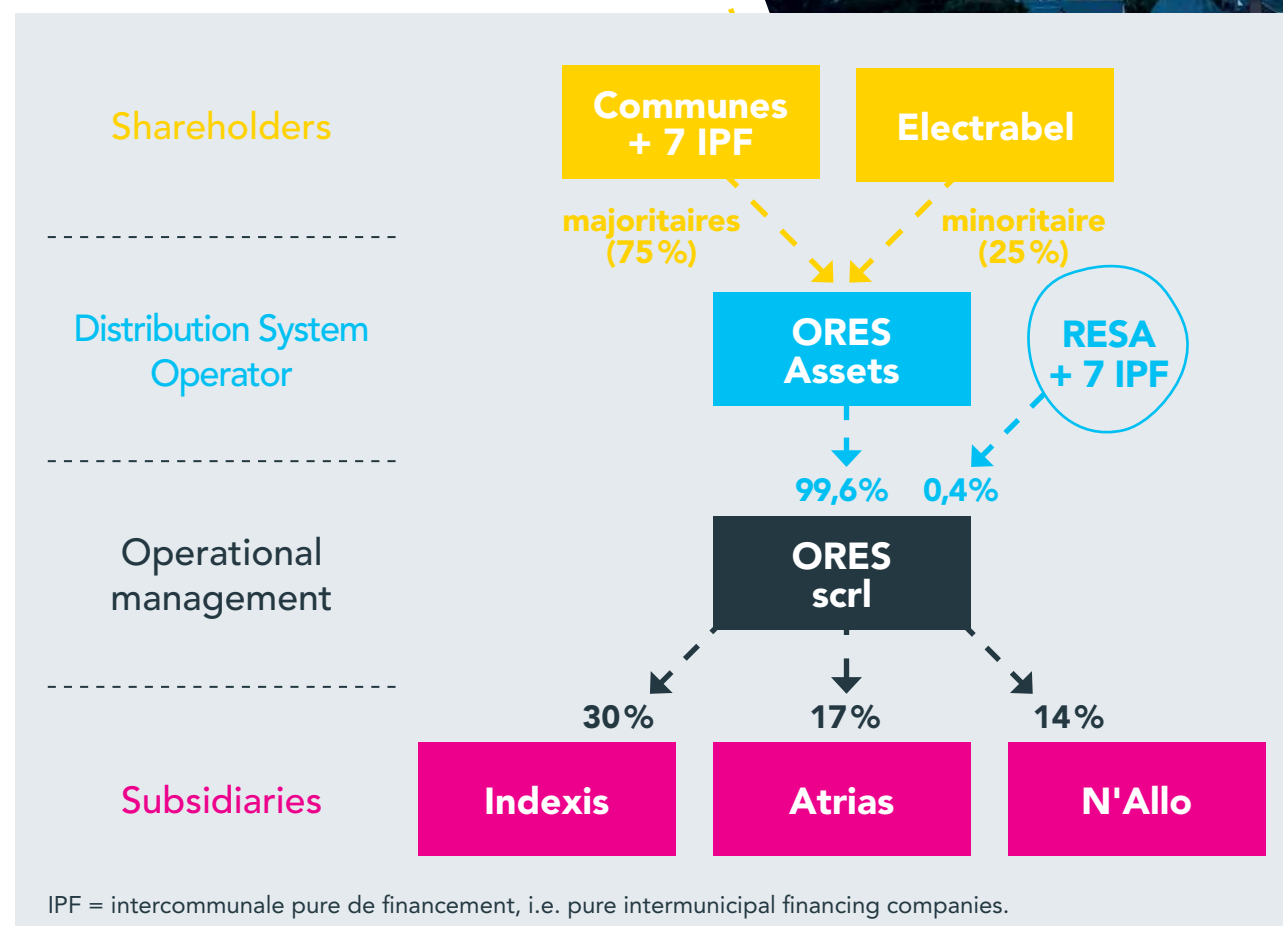 Shareholders
Communes
+ 7 IPF
Electrabel
majoritaires
(75 %)
minoritaire
(25 %)
Distribution System
Operator
ORES
Assets
RESA
+ 7 IPF
99,6%
0,4%
Operational
management
ORES
scrl
30 %
17 %
14 %
Subsidiaries
Indexis
Atrias
N'Allo
IPF = intercommunale pure de financement, i.e. pure intermunicipal financing companies.